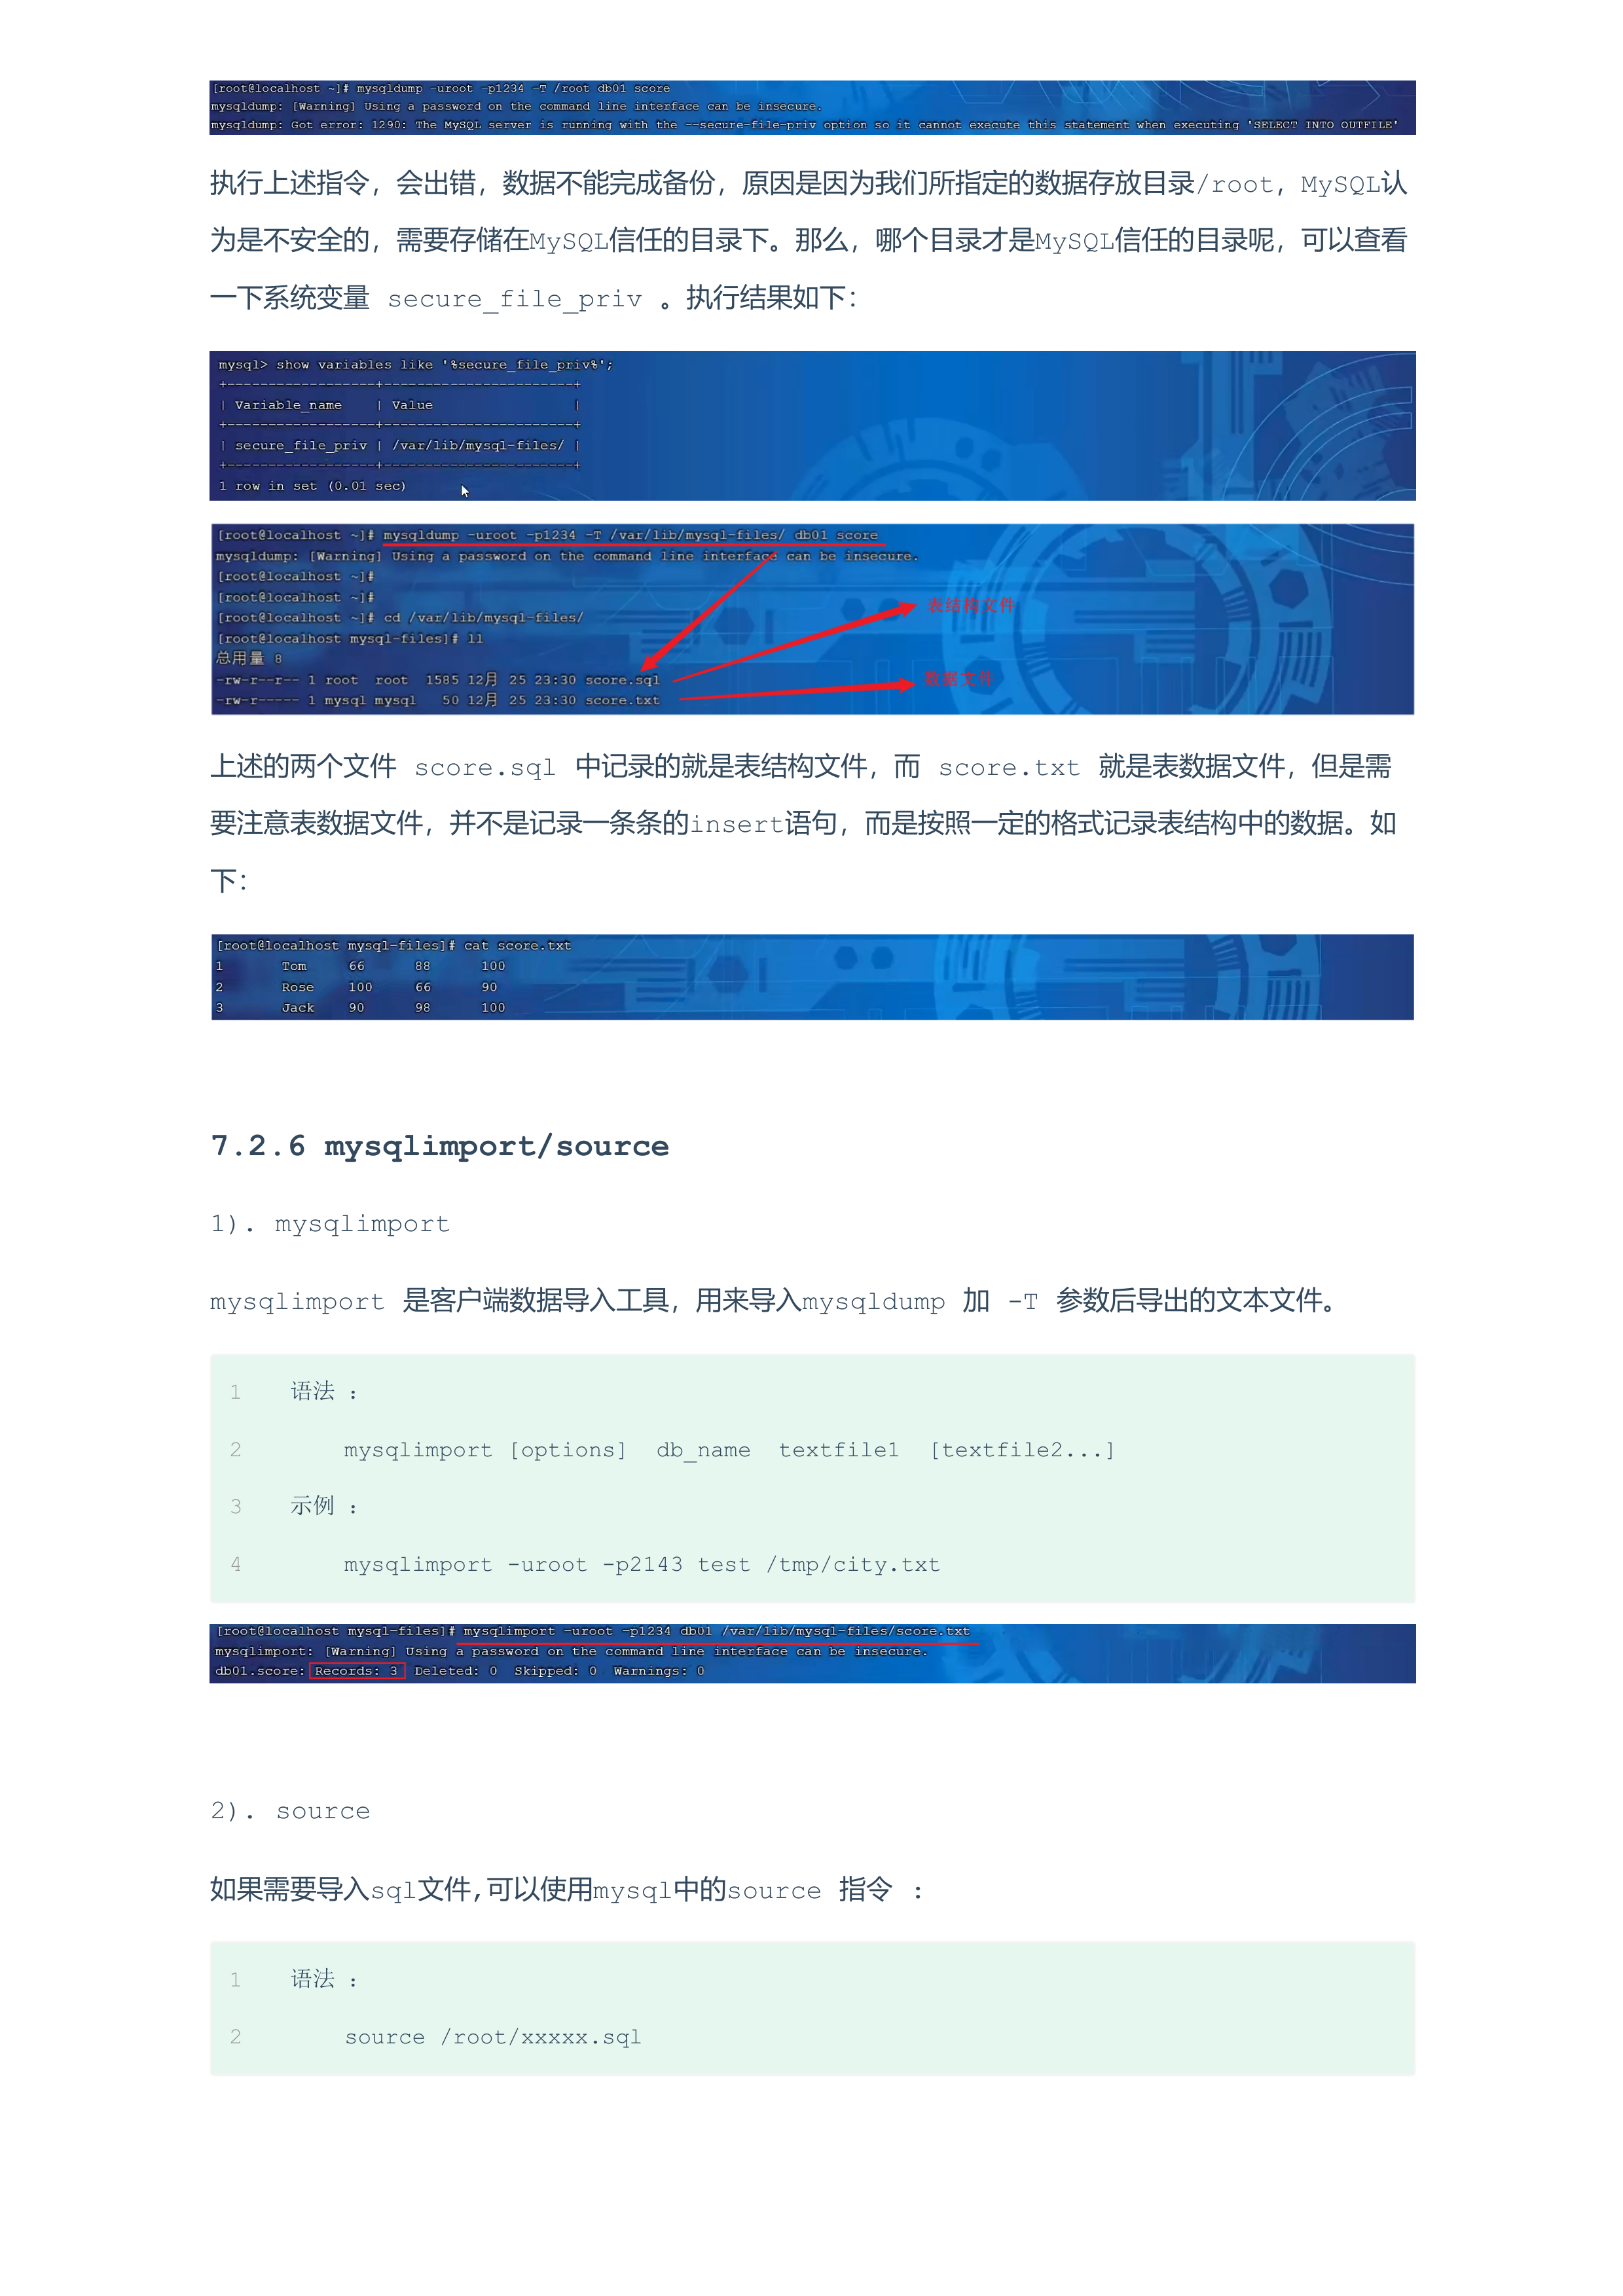 [root@localhost ~]# mysqldump -uroot -p1234 -T /root db01 score
mysqldump: [Warning] Using a password on the command line interface can be insecure.
mysqldump: Got error: 1290: The MySQL server is running with the --secure-file-priv option so it cannot execute this statement when executing 'SELECT INTO OUTFILE'
执行上述指令，会出错，数据不能完成备份，原因是因为我们所指定的数据存放目录/root，MySQL认
为是不安全的，需要存储在MySQL信任的目录下。那么，哪个目录才是MySQL信任的目录呢，可以查看
一下系统变量 secure_file_priv 。执行结果如下：
mysql> show variables like '%secure_file_priv%';
+------------------+-----------------------+
| Variable_name    | Value                 |
+------------------+-----------------------+
| secure_file_priv | /var/lib/mysql-files/ |
+------------------+-----------------------+
1 row in set (0.01 sec)
[root@localhost ~]# mysqldump -uroot -p1234 -T /var/lib/mysql-files/ db01 score
mysqldump: [Warning] Using a password on the command line interface can be insecure.
[root@localhost ~]#
[root@localhost ~]#
[root@localhost ~]# cd /var/lib/mysql-files/
[root@localhost mysql-files]# ll
总用量 8
-rw-r--r-- 1 root  root  1585 12月 25 23:30 score.sql
表结构文件
-rw-r----- 1 mysql mysql   50 12月 25 23:30 score.txt
数据文件
上述的两个文件 score.sql 中记录的就是表结构文件，而 score.txt 就是表数据文件，但是需
要注意表数据文件，并不是记录一条条的insert语句，而是按照一定的格式记录表结构中的数据。如
下：
[root@localhost mysql-files]# cat score.txt
1       Tom     66      88      100
2       Rose    100     66      90
3       Jack    90      98      100
7.2.6 mysqlimport/source
1). mysqlimport
mysqlimport 是客户端数据导入工具，用来导入mysqldump 加 -T 参数后导出的文本文件。
1 语法 ：
2 mysqlimport [options]  db_name  textfile1  [textfile2...]
3 示例 ：
4 mysqlimport -uroot -p2143 test /tmp/city.txt
[root@localhost mysql-files]# mysqlimport -uroot -p1234 db01 /var/lib/mysql-files/score.txt
mysqlimport: [Warning] Using a password on the command line interface can be insecure.
db01.score: Records: 3  Deleted: 0  Skipped: 0  Warnings: 0
2). source
如果需要导入sql文件,可以使用mysql中的source 指令 :
1 语法 ：
2 source /root/xxxxx.sql